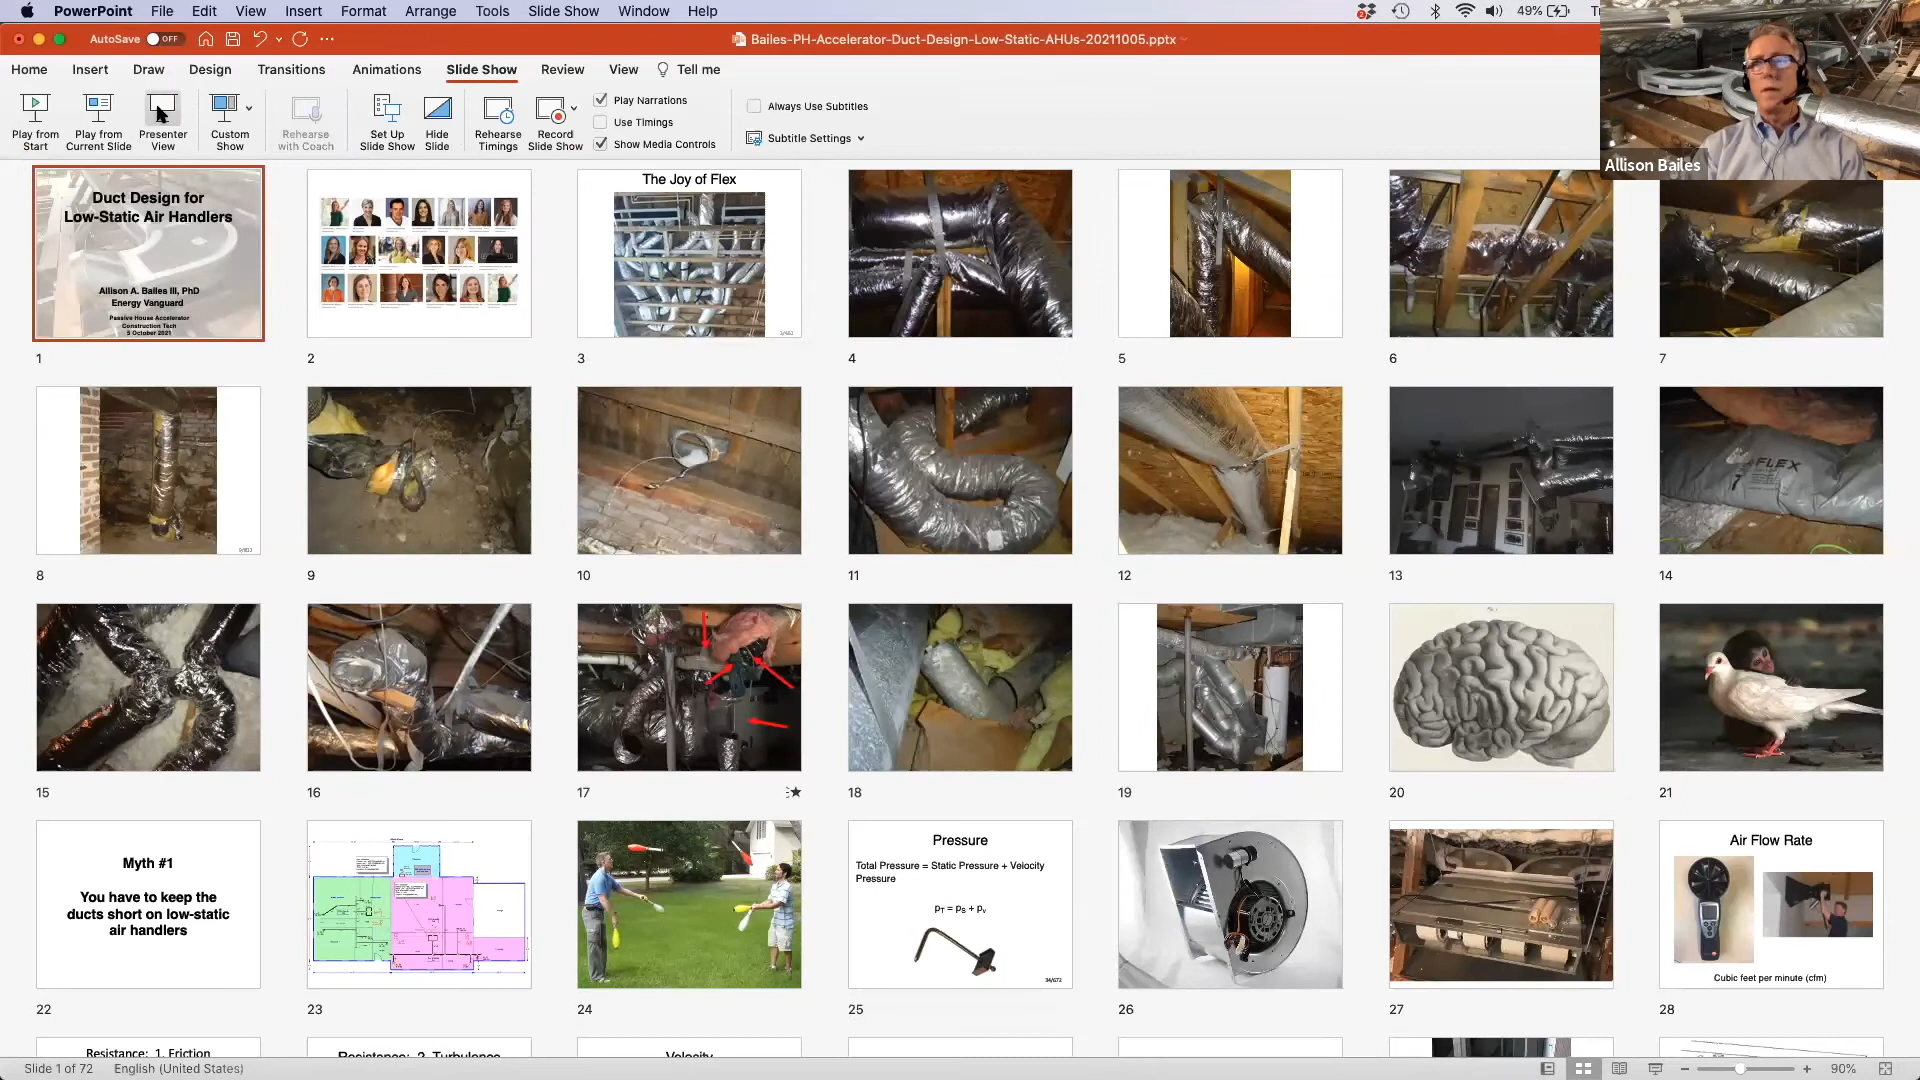 PowerPoint File Edit View Insert Format Arrange Tools Slide Show Window Help
49%
AutoSave OFF
Bailes-PH-Accelerator-Duct-Design-Low-Static-AHUs-20211005.pptx
Home Insert Draw Design Transitions Animations Slide Show Review View Tell me
Play from Start
Play from Current Slide
Presenter View
Custom Show
Rehearse with Coach
Set Up Slide Show
Hide Slide
Rehearse Timings
Record Slide Show
Play Narrations
Use Timings
Show Media Controls
Always Use Subtitles
Subtitle Settings
Allison Bailes
Duct Design for
Low-Static Air Handlers
Allison A. Bailes III, PhD
Energy Vanguard
Passive House Accelerator
Construction Tech
5 October 2021
The Joy of Flex
1 2 3 4 5 6 7
FLEX
8 9 10 11 12 13 14
15 16 17 18 19 20 21
Myth #1
You have to keep the
ducts short on low-static
air handlers
Pressure
Total Pressure = Static Pressure + Velocity
Pressure
pT = pS + pv
Air Flow Rate
Cubic feet per minute (cfm)
22 23 24 25 26 27 28
Resistance: 1. Friction
Resistance: 2. Turbulence
Velocity
Slide 1 of 72 English (United States)
90%